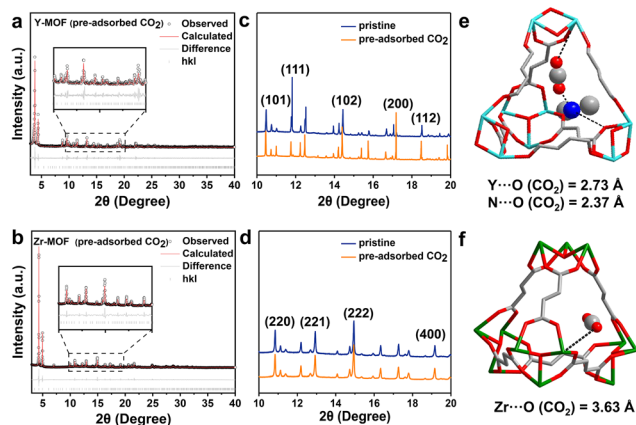 a
Y-MOF (pre-adsorbed CO₂)
Observed
Calculated
Difference
hkl
Intensity (a.u.)
5 10 15 20 25 30 35 40
2θ (Degree)
c
pristine
pre-adsorbed CO₂
(111)
(101)
(102)
(200)
(112)
10 12 14 16 18 20
2θ (Degree)
e
Y···O (CO₂) = 2.73 Å
N···O (CO₂) = 2.37 Å
b
Zr-MOF (pre-adsorbed CO₂)
Observed
Calculated
Difference
hkl
Intensity (a.u.)
5 10 15 20 25 30 35 40
2θ (Degree)
d
pristine
pre-adsorbed CO₂
(220)
(221)
(222)
(400)
10 12 14 16 18 20
2θ (Degree)
f
Zr···O (CO₂) = 3.63 Å